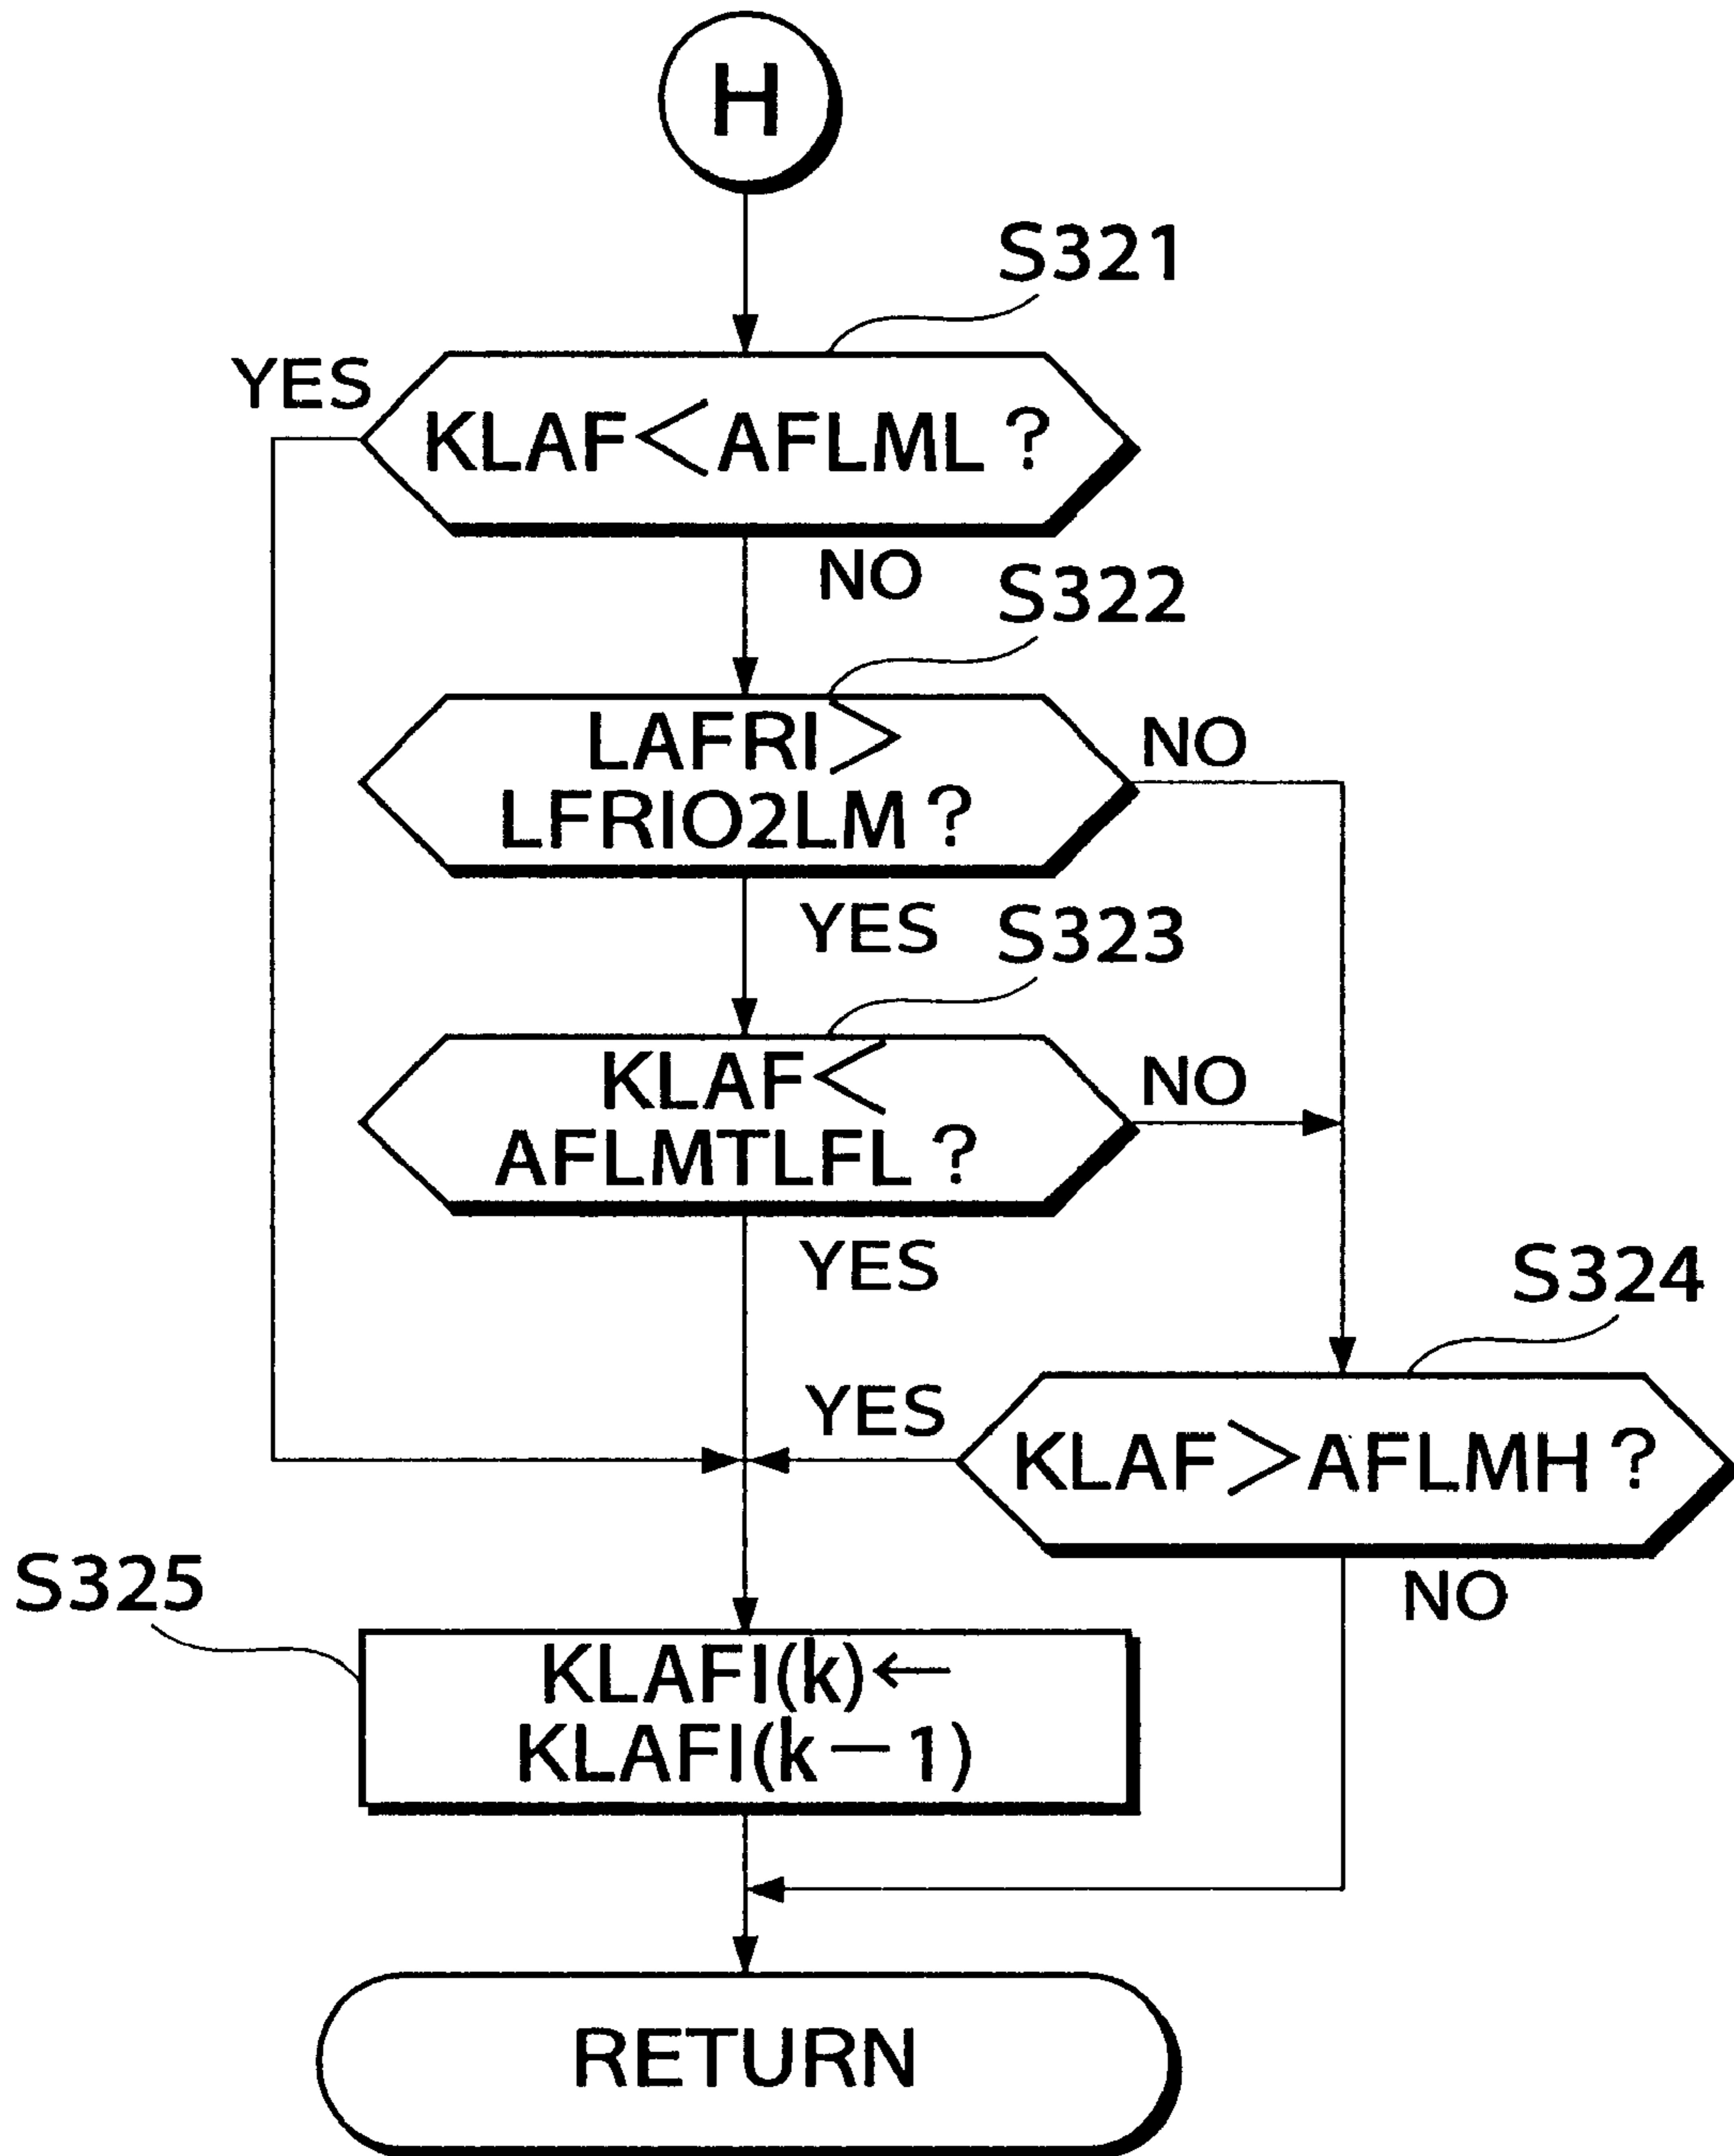 H
S321
YES
KLAF<AFLML ?
NO
S322
LAFRI>
LFRIO2LM ?
NO
YES
S323
KLAF<
AFLMTLFL ?
NO
YES
S324
YES
KLAF>AFLMH ?
NO
S325
KLAFI(k)←
KLAFI(k−1)
RETURN